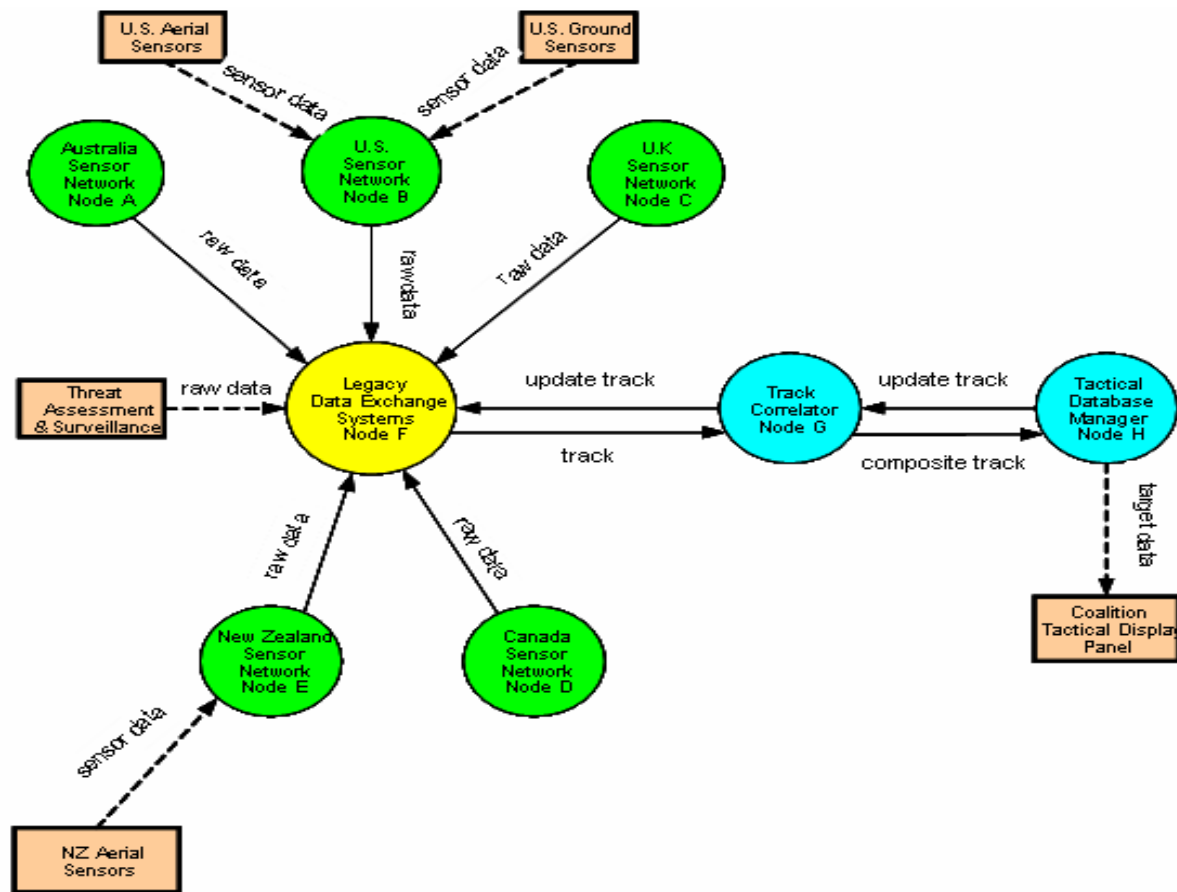 U.S. Aerial
Sensors
U.S. Ground
Sensors
sensor data
sensor data
Australia
Sensor
Network
Node A
U.S.
Sensor
Network
Node B
U.K
Sensor
Network
Node C
raw data
rawdata
raw data
Threat
Assessment
& Surveillance
raw data
Legacy
Data Exchange
Systems
Node F
update track
track
Track
Correlator
Node G
update track
composite track
Tactical
Database
Manager
Node H
target data
raw data
raw data
New Zealand
Sensor
Network
Node E
Canada
Sensor
Network
Node D
Coalition
Tactical Display
Panel
sensor data
NZ Aerial
Sensors